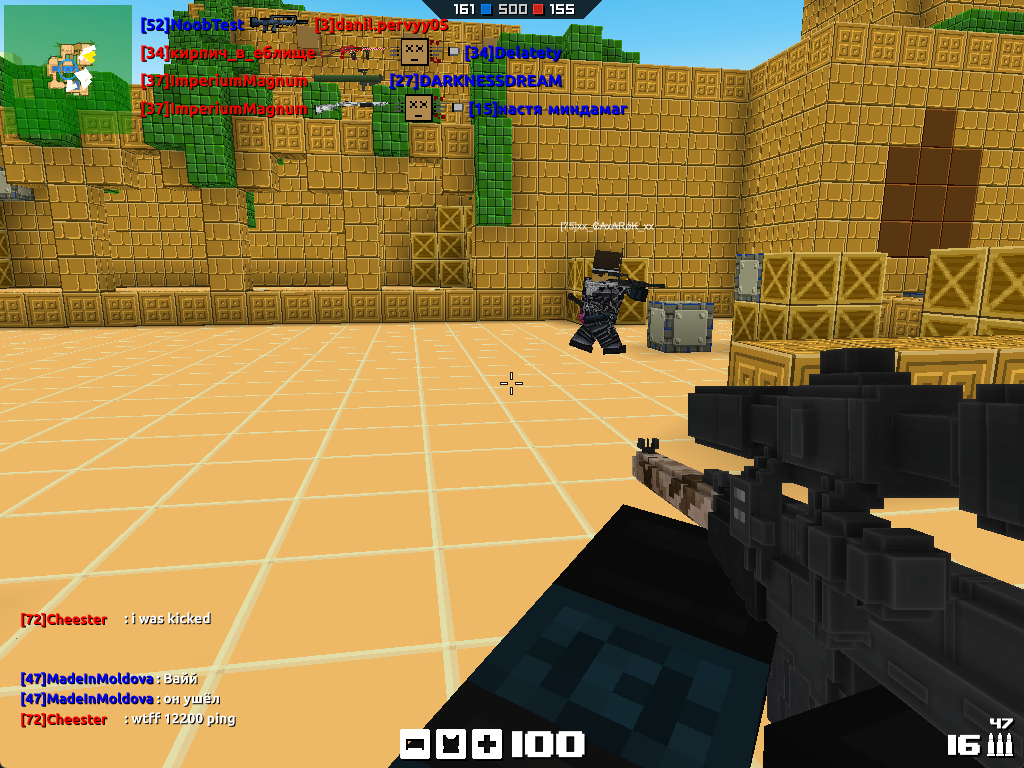 161 500 155
[52]NoobTest [3]danil.pervyy05
[34]кирпич_в_еблище [34]Delatety
[37]ImperiumMagnum [27]DARKNESSDREAM
[37]ImperiumMagnum [15]настя-миндамаг
[72]Cheester : i was kicked
[47]MadeInMoldova : Вайй
[47]MadeInMoldova : он ушёл
[72]Cheester : wtff 12200 ping
100
47
16